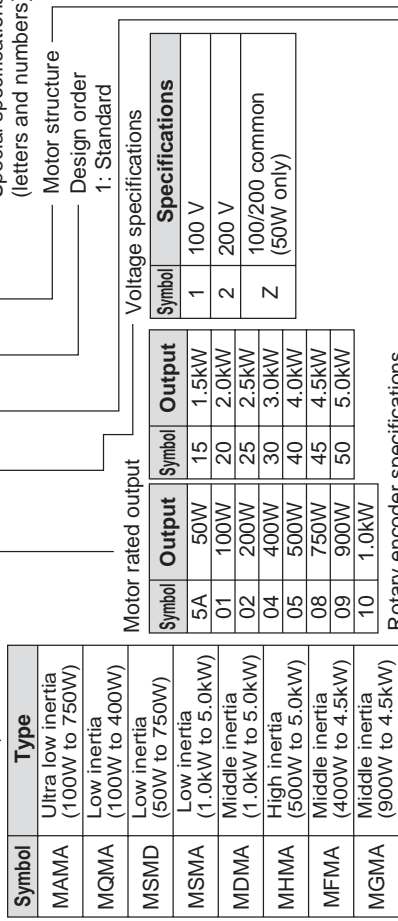 Special specifications
(letters and numbers)
Motor structure
Design order
1: Standard
Voltage specifications
Symbol Specifications
1 100 V
2 200 V
Z 100/200 common
(50W only)
Motor rated output
Symbol Output
5A 50W
01 100W
02 200W
04 400W
05 500W
08 750W
09 900W
10 1.0kW
Symbol Output
15 1.5kW
20 2.0kW
25 2.5kW
30 3.0kW
40 4.0kW
45 4.5kW
50 5.0kW
Rotary encoder specifications
Symbol Type
MAMA Ultra low inertia
(100W to 750W)
MQMA Low inertia
(100W to 400W)
MSMD Low inertia
(50W to 750W)
MSMA Low inertia
(1.0kW to 5.0kW)
MDMA Middle inertia
(1.0kW to 5.0kW)
MHMA High inertia
(500W to 5.0kW)
MFMA Middle inertia
(400W to 4.5kW)
MGMA Middle inertia
(900W to 4.5kW)